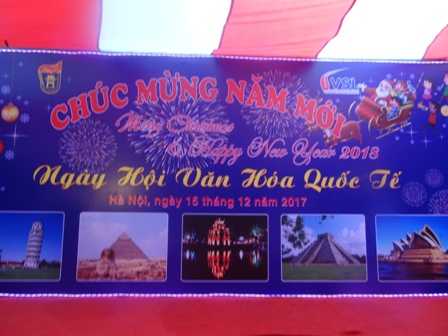 VSL
CHÚC MỪNG NĂM MỚI
Merry Christmas
& Happy New Year 2018
Ngày Hội Văn Hóa Quốc Tế
Hà Nội, ngày 15 tháng 12 năm 2017